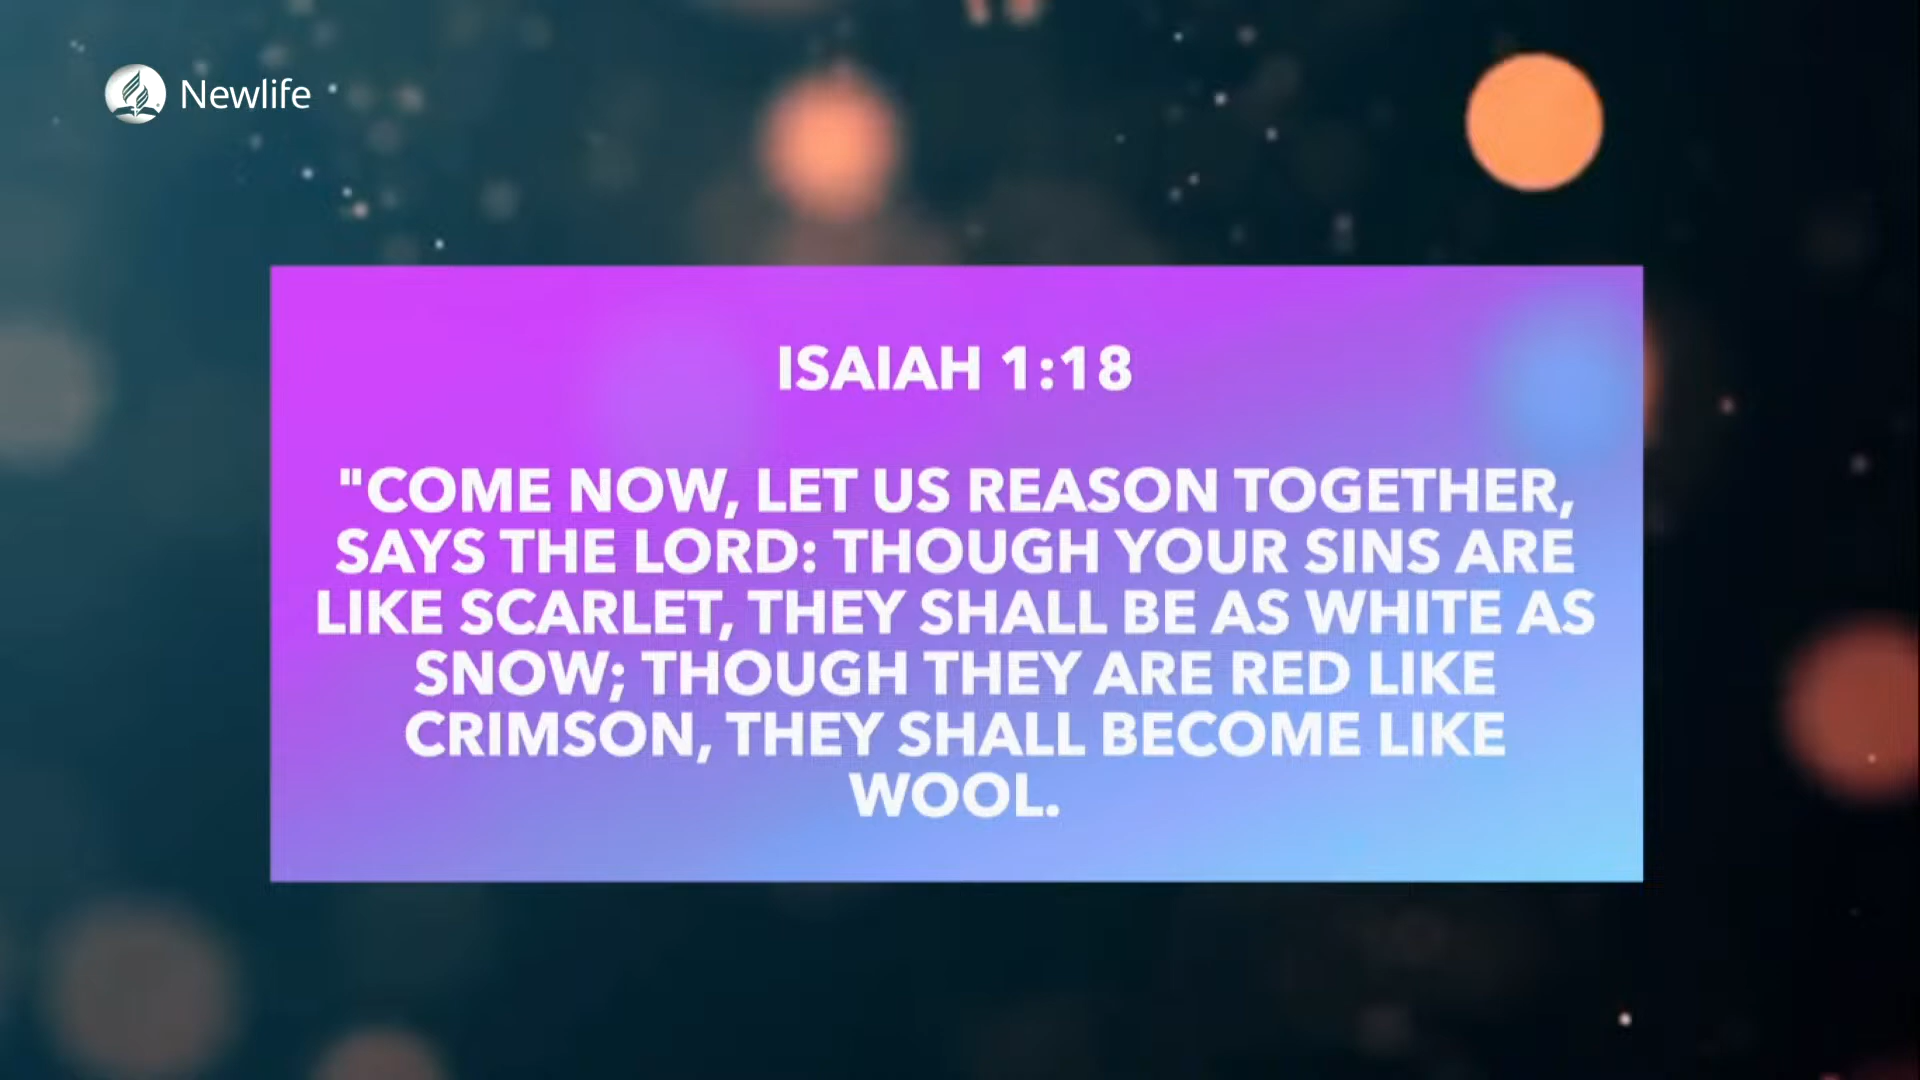 Newlife
ISAIAH 1:18
"COME NOW, LET US REASON TOGETHER,
SAYS THE LORD: THOUGH YOUR SINS ARE
LIKE SCARLET, THEY SHALL BE AS WHITE AS
SNOW; THOUGH THEY ARE RED LIKE
CRIMSON, THEY SHALL BECOME LIKE
WOOL.